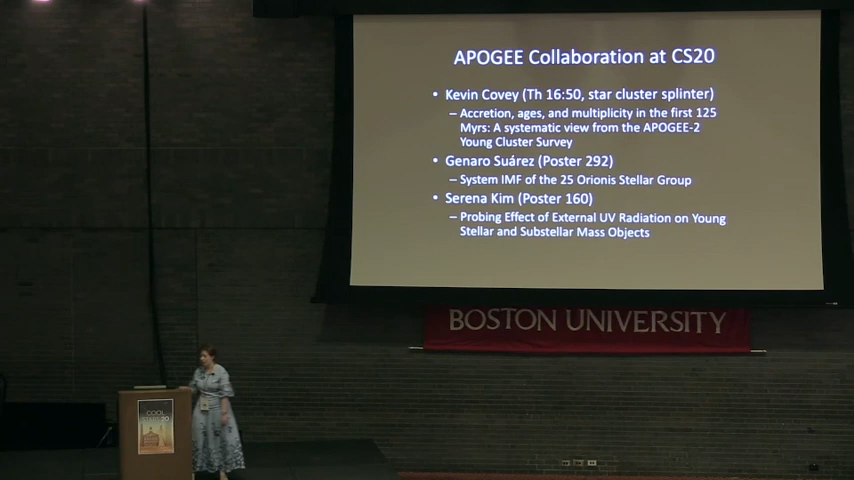 APOGEE Collaboration at CS20
• Kevin Covey (Th 16:50, star cluster splinter)
– Accretion, ages, and multiplicity in the first 125
Myrs: A systematic view from the APOGEE-2
Young Cluster Survey
• Genaro Suárez (Poster 292)
– System IMF of the 25 Orionis Stellar Group
• Serena Kim (Poster 160)
– Probing Effect of External UV Radiation on Young
Stellar and Substellar Mass Objects
BOSTON UNIVERSITY
COOL
STARS 20